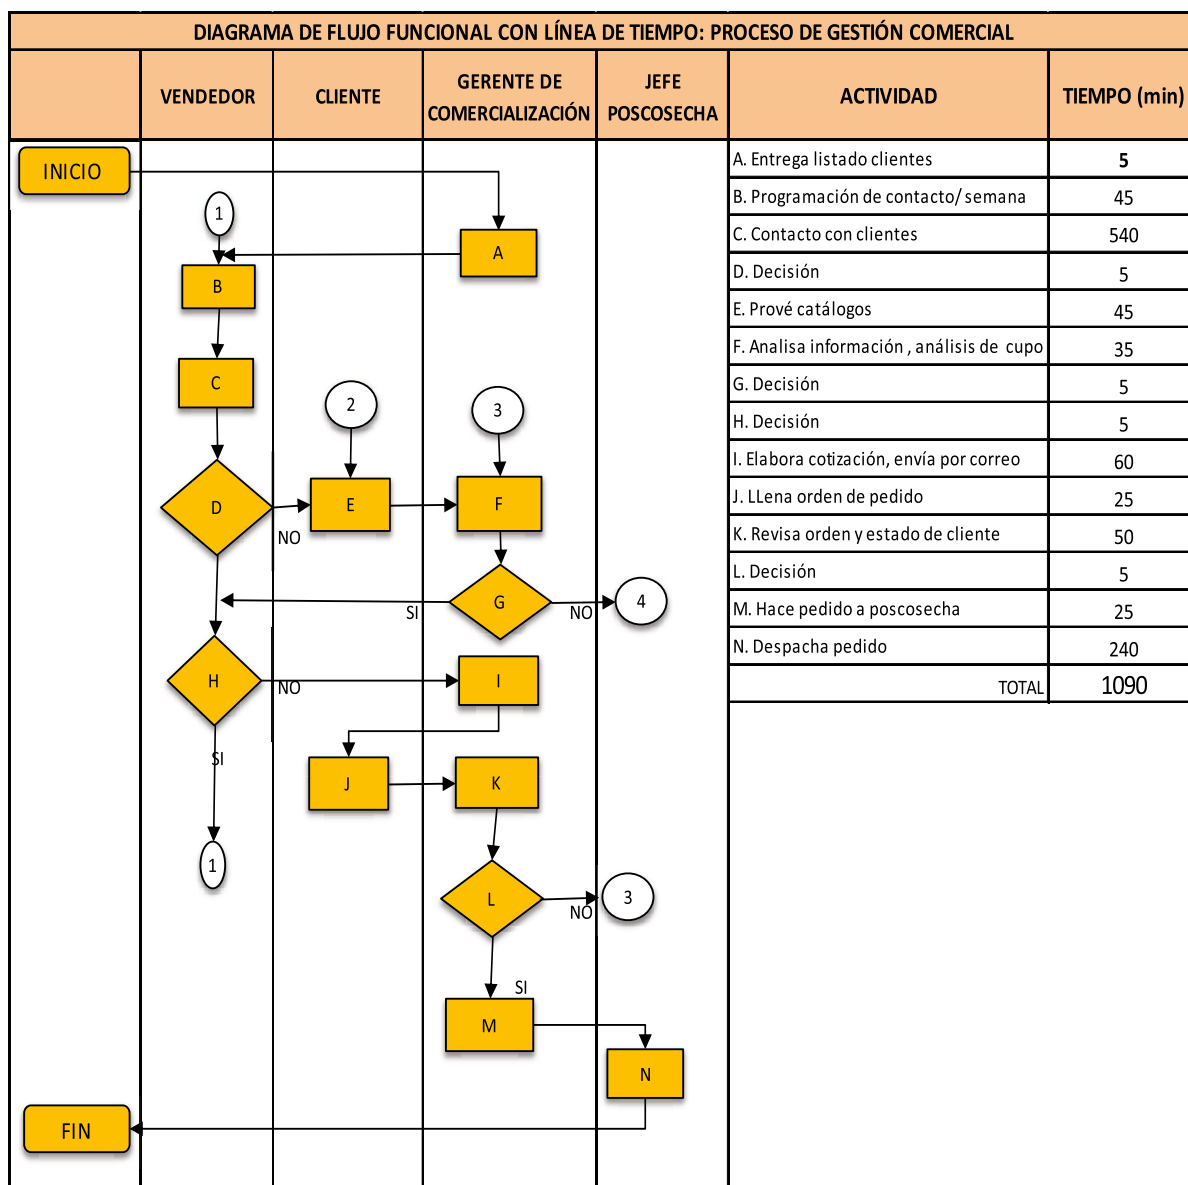 DIAGRAMA DE FLUJO FUNCIONAL CON LÍNEA DE TIEMPO: PROCESO DE GESTIÓN COMERCIAL
VENDEDOR
CLIENTE
GERENTE DE
COMERCIALIZACIÓN
JEFE
POSCOSECHA
ACTIVIDAD
TIEMPO (min)
INICIO
1
A
B
C
2
3
D
NO
E
F
SI
G
NO
4
H
NO
I
SI
J
K
1
L
NO
3
SI
M
N
FIN
A. Entrega listado clientes 5
B. Programación de contacto/ semana 45
C. Contacto con clientes 540
D. Decisión 5
E. Prové catálogos 45
F. Analisa información , análisis de cupo 35
G. Decisión 5
H. Decisión 5
I. Elabora cotización, envía por correo 60
J. LLena orden de pedido 25
K. Revisa orden y estado de cliente 50
L. Decisión 5
M. Hace pedido a poscosecha 25
N. Despacha pedido 240
TOTAL 1090